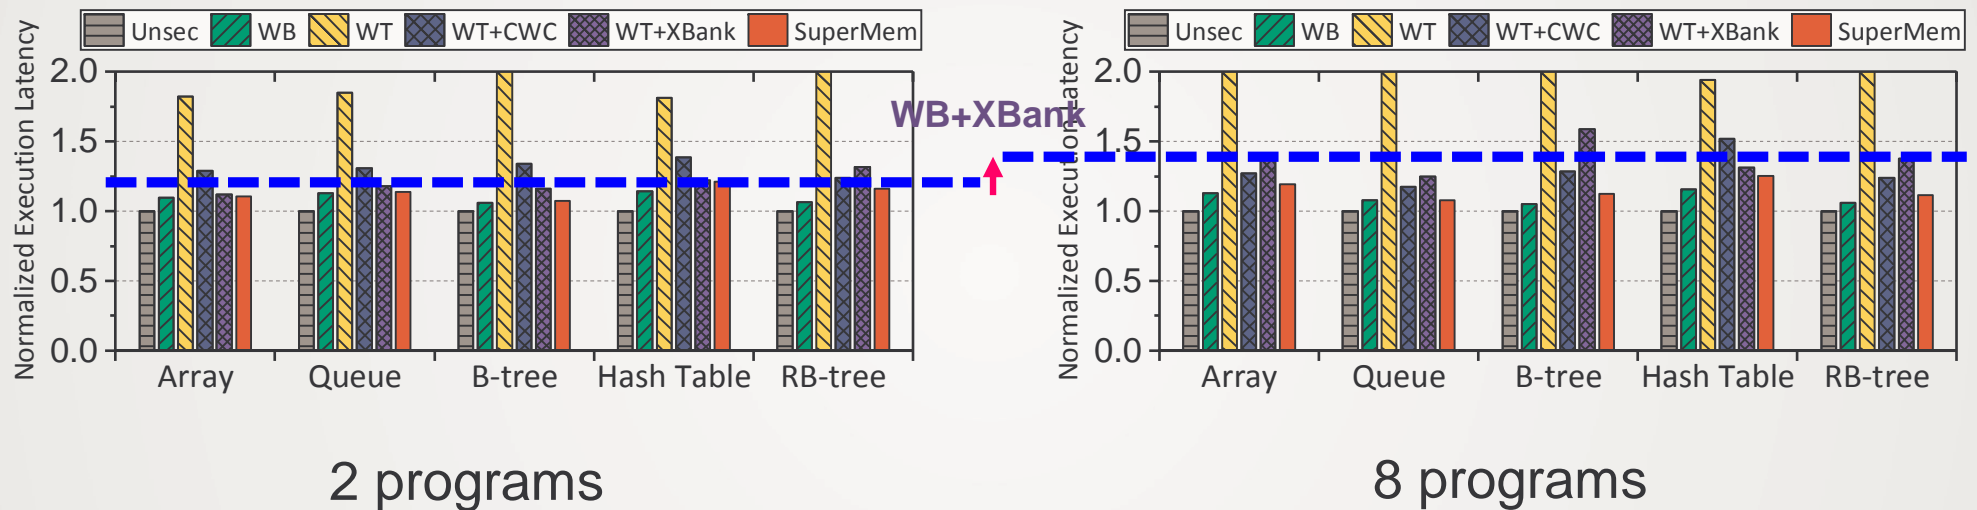 Unsec WB WT WT+CWC WT+XBank SuperMem
Normalized Execution Latency
2.0
1.5
1.0
0.5
0.0
Array Queue B-tree Hash Table RB-tree
2 programs
WB+XBank
Unsec WB WT WT+CWC WT+XBank SuperMem
Normalized Execution Latency
2.0
1.5
1.0
0.5
0.0
Array Queue B-tree Hash Table RB-tree
8 programs